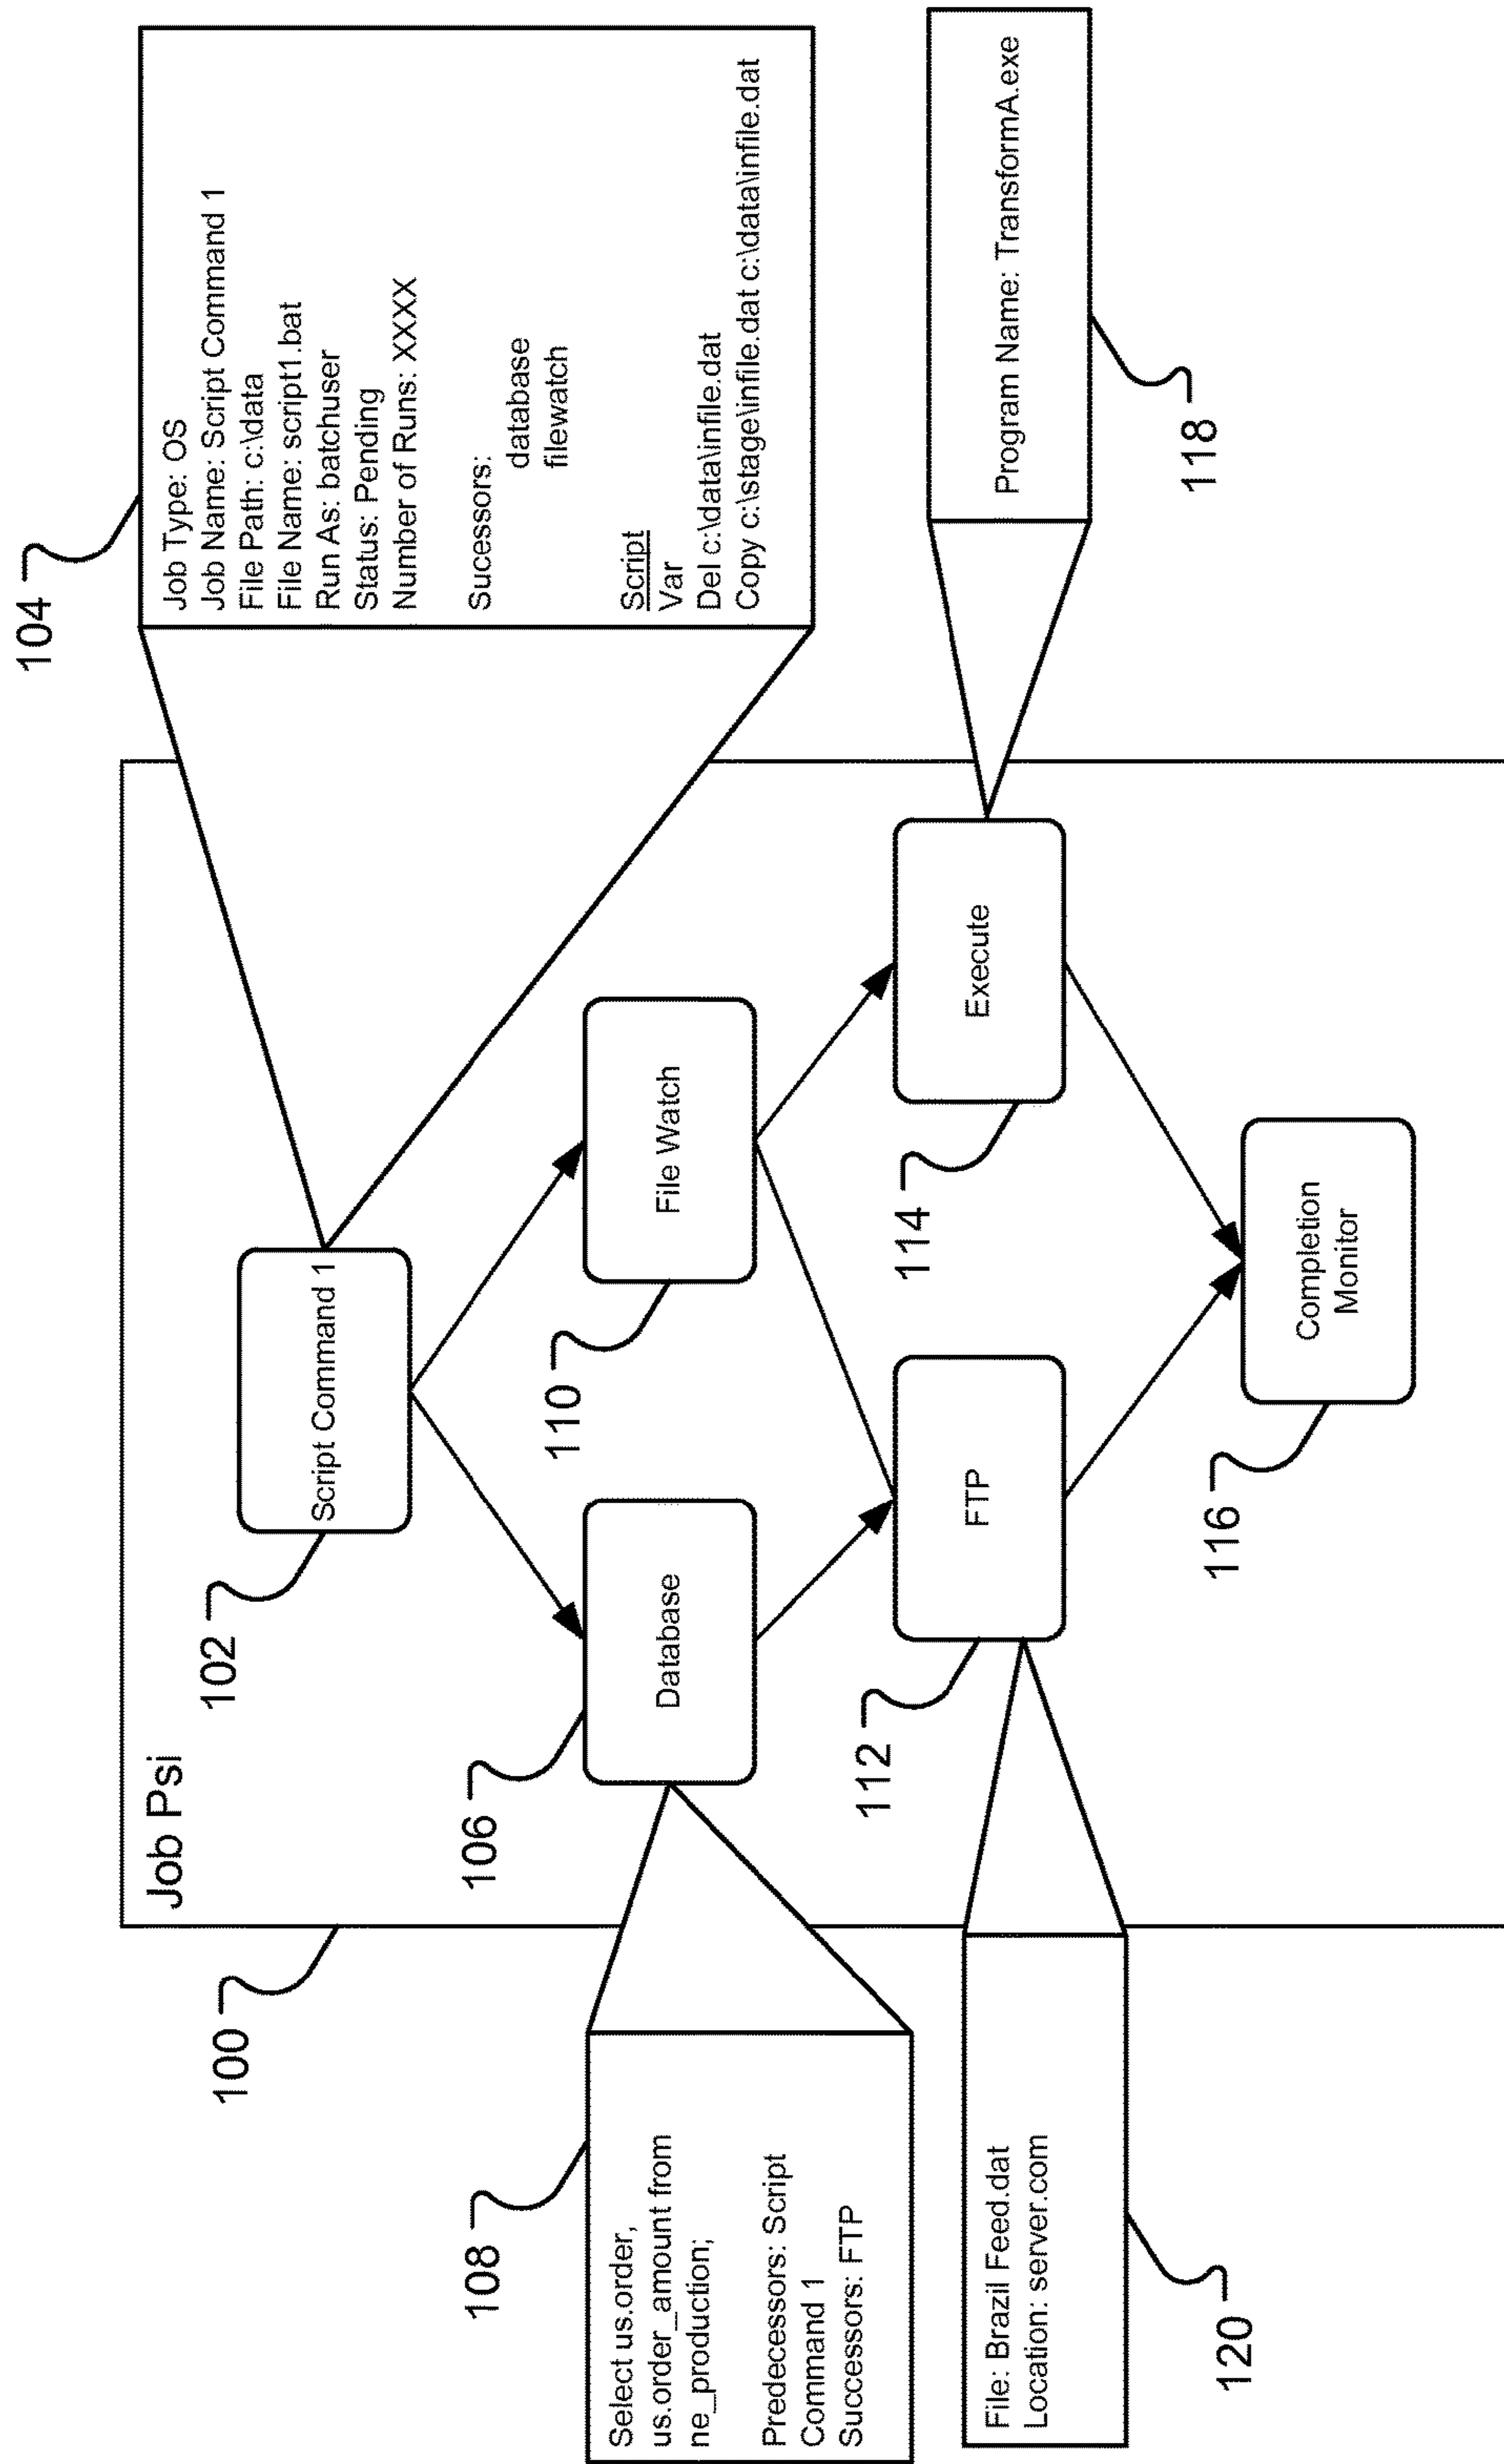 Job Psi
100
102
Script Command 1
104
Job Type: OS
Job Name: Script Command 1
File Path: c:\data
File Name: script1.bat
Run As: batchuser
Status: Pending
Number of Runs: XXXX
Sucessors:
database
filewatch
Script
Var
Del c:\data\infile.dat
Copy c:\stage\infile.dat c:\data\infile.dat
108
Select us.order,
us.order_amount from
ne_production;
Predecessors: Script
Command 1
Successors: FTP
106
Database
110
File Watch
120
File: Brazil Feed.dat
Location: server.com
112
FTP
114
Execute
118
Program Name: TransformA.exe
116
Completion
Monitor